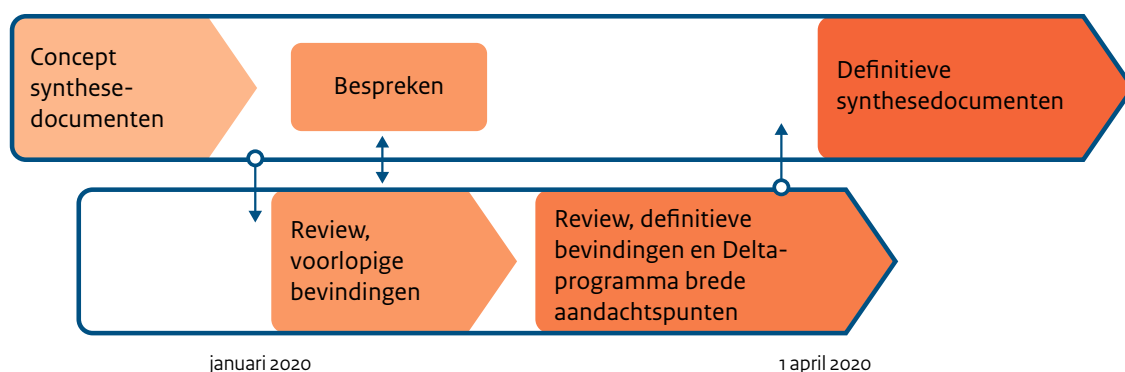 Concept
synthese-
documenten
Bespreken
Definitieve
synthesedocumenten
Review,
voorlopige
bevindingen
Review, definitieve
bevindingen en Delta-
programma brede
aandachtspunten
januari 2020
1 april 2020